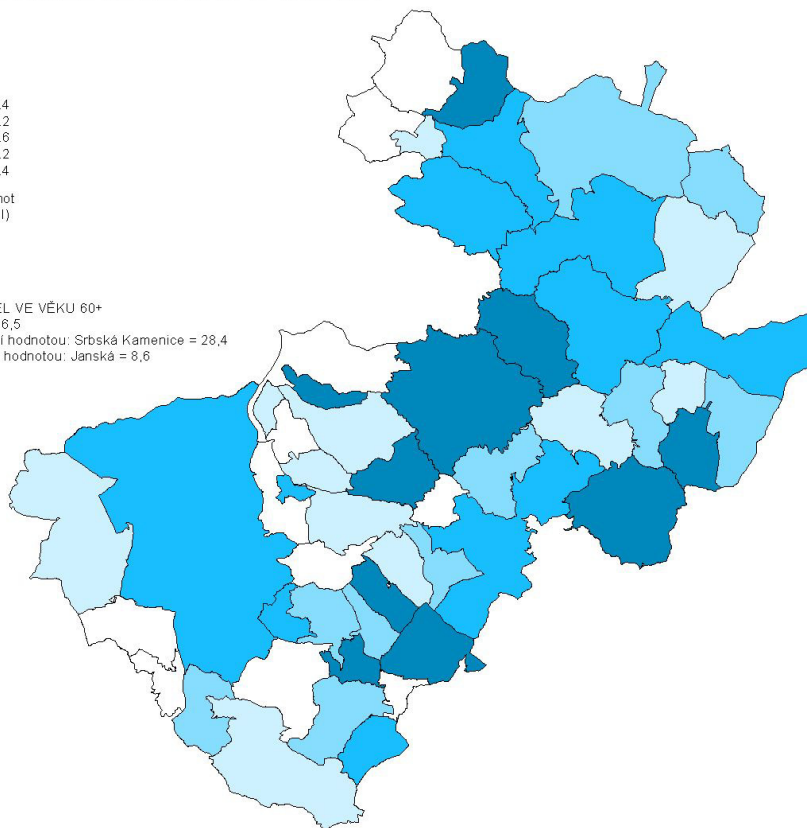 ,4
,2
,6
,2
,4
not
l)
EL VE VĚKU 60+
6,5
í hodnotou: Srbská Kamenice = 28,4
hodnotou: Janská = 8,6